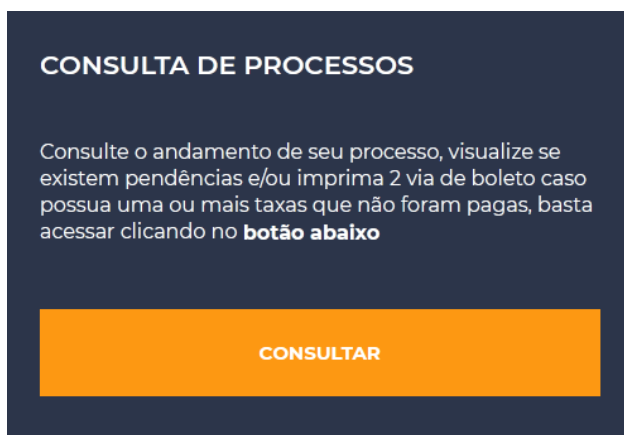 CONSULTA DE PROCESSOS
Consulte o andamento de seu processo, visualize se
existem pendências e/ou imprima 2 via de boleto caso
possua uma ou mais taxas que não foram pagas, basta
acessar clicando no botão abaixo
CONSULTAR